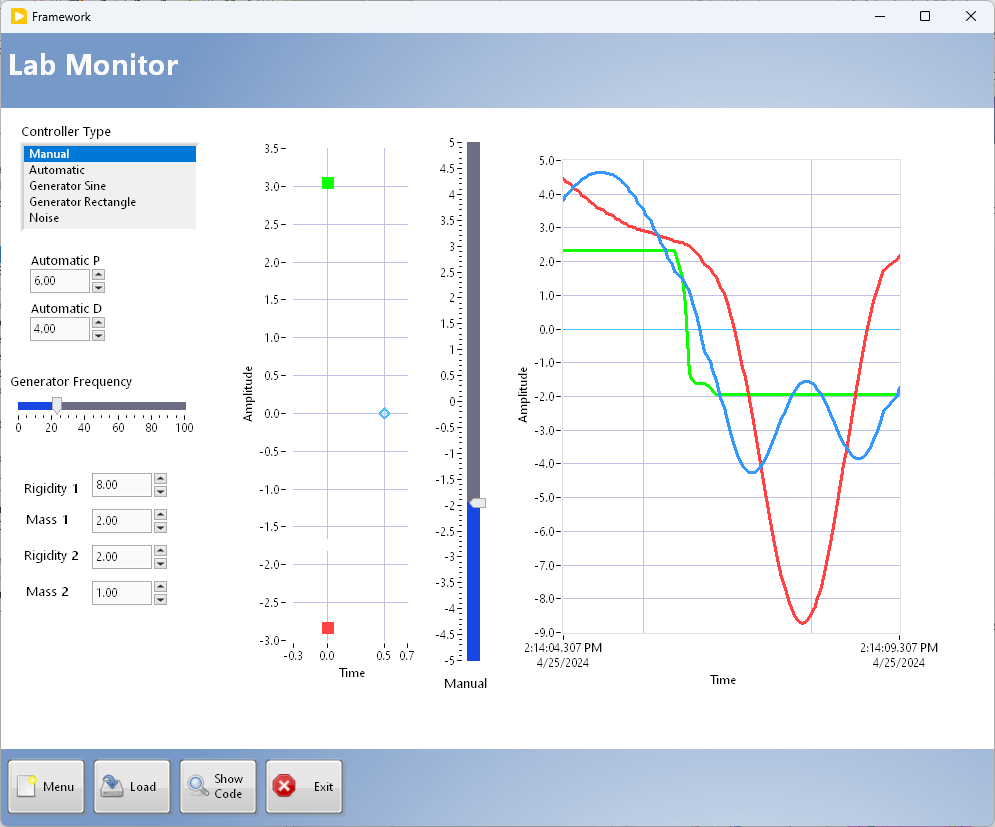 Framework
Lab Monitor
Controller Type
Manual
Automatic
Generator Sine
Generator Rectangle
Noise
Automatic P
6.00
Automatic D
4.00
Generator Frequency
0 20 40 60 80 100
Rigidity 1 8.00
Mass 1 2.00
Rigidity 2 2.00
Mass 2 1.00
Amplitude
3.5
3.0
2.5
2.0
1.5
1.0
0.5
0.0
-0.5
-1.0
-1.5
-2.0
-2.5
-3.0
-0.3 0.0 0.5 0.7
Time
5
4.5
4
3.5
3
2.5
2
1.5
1
0.5
0
-0.5
-1
-1.5
-2
-2.5
-3
-3.5
-4
-4.5
-5
Manual
Amplitude
5.0
4.0
3.0
2.0
1.0
0.0
-1.0
-2.0
-3.0
-4.0
-5.0
-6.0
-7.0
-8.0
-9.0
2:14:04.307 PM 2:14:09.307 PM
4/25/2024 4/25/2024
Time
Menu
Load
Show
Code
Exit